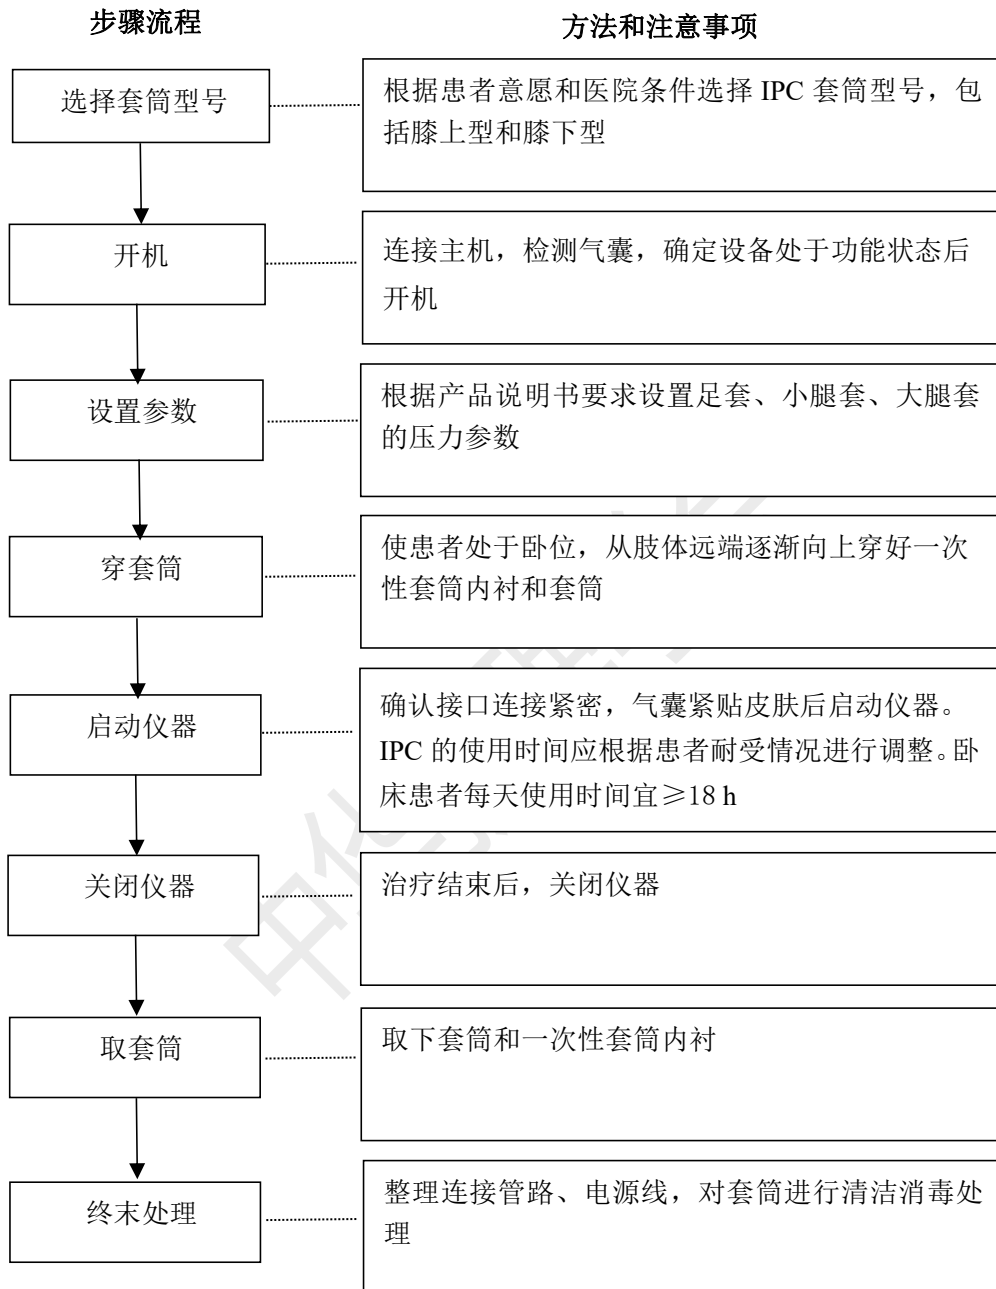 步骤流程
方法和注意事项
选择套筒型号
根据患者意愿和医院条件选择 IPC 套筒型号，包
括膝上型和膝下型
开机
连接主机，检测气囊，确定设备处于功能状态后
开机
设置参数
根据产品说明书要求设置足套、小腿套、大腿套
的压力参数
穿套筒
使患者处于卧位，从肢体远端逐渐向上穿好一次
性套筒内衬和套筒
启动仪器
确认接口连接紧密，气囊紧贴皮肤后启动仪器。
IPC 的使用时间应根据患者耐受情况进行调整。卧
床患者每天使用时间宜≥18 h
关闭仪器
治疗结束后，关闭仪器
取套筒
取下套筒和一次性套筒内衬
终末处理
整理连接管路、电源线，对套筒进行清洁消毒处
理